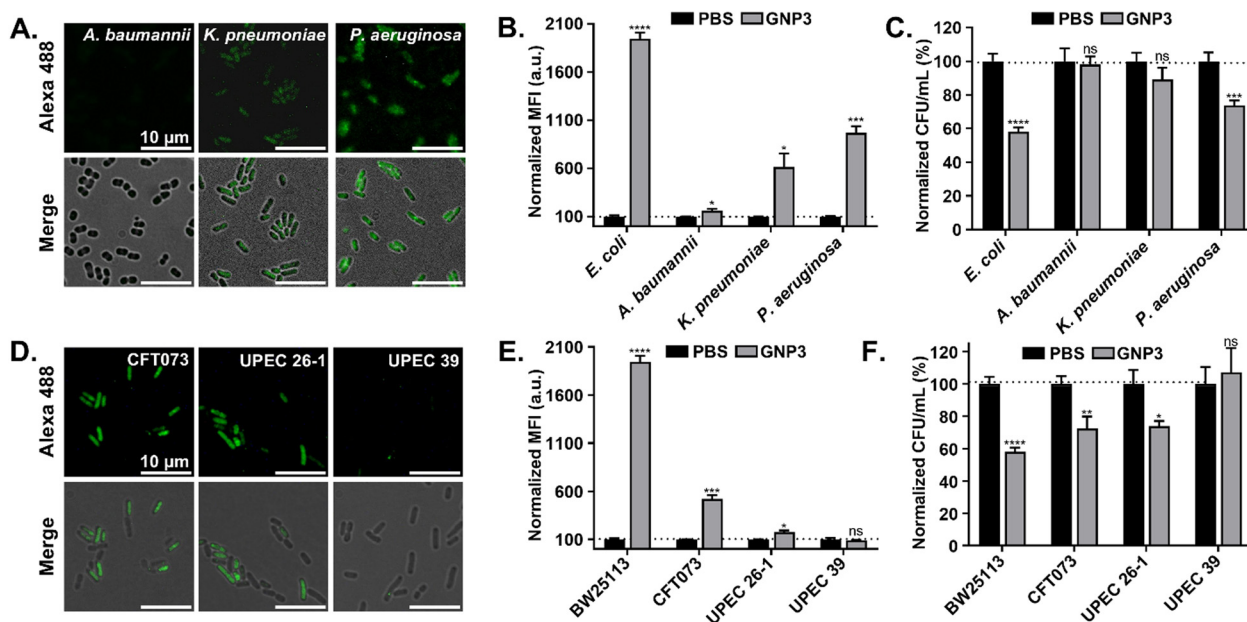 A.
A. baumannii
K. pneumoniae
P. aeruginosa
Alexa 488
10 µm
Merge
B.
PBS GNP3
Normalized MFI (a.u.)
2100
1600
1100
600
100
****
*
*
***
E. coli
A. baumannii
K. pneumoniae
P. aeruginosa
C.
PBS GNP3
Normalized CFU/mL (%)
120
100
80
60
40
20
0
****
ns
ns
***
E. coli
A. baumannii
K. pneumoniae
P. aeruginosa
D.
CFT073
UPEC 26-1
UPEC 39
Alexa 488
10 µm
Merge
E.
PBS GNP3
Normalized MFI (a.u.)
2100
1600
1100
600
100
****
***
*
ns
BW25113
CFT073
UPEC 26-1
UPEC 39
F.
PBS GNP3
Normalized CFU/mL (%)
120
100
80
60
40
20
0
****
**
*
ns
BW25113
CFT073
UPEC 26-1
UPEC 39